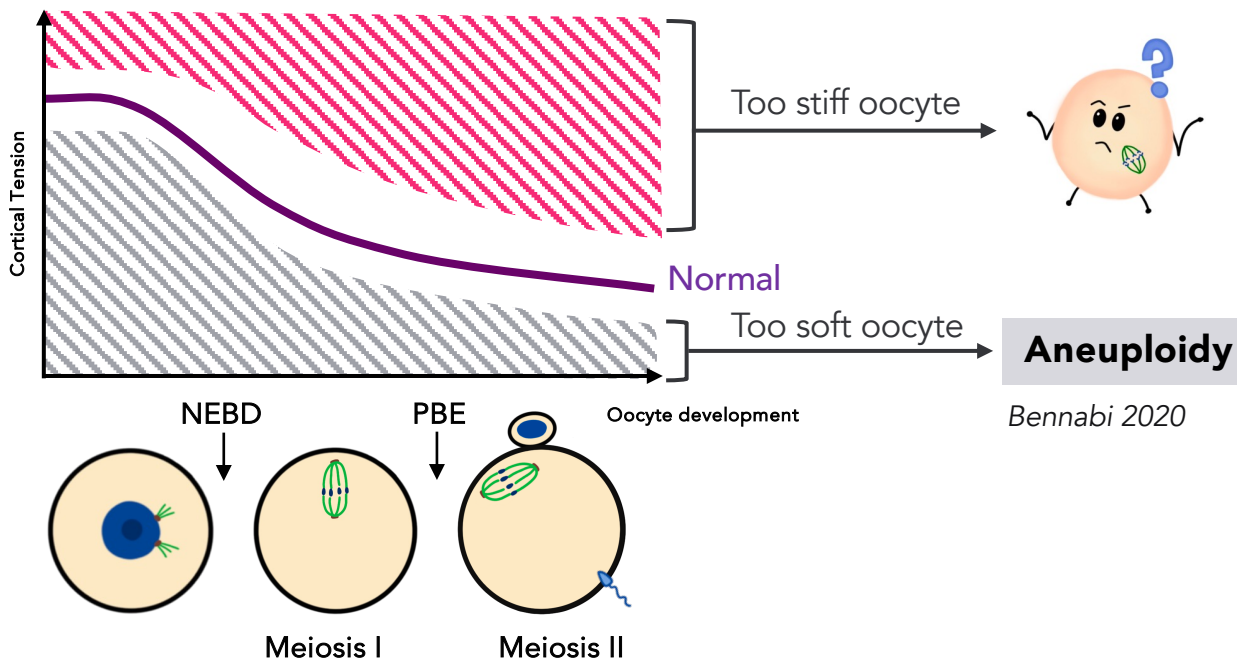 Cortical Tension
Too stiff oocyte
?
Normal
Too soft oocyte
Aneuploidy
Bennabi 2020
NEBD
PBE
Oocyte development
Meiosis I
Meiosis II